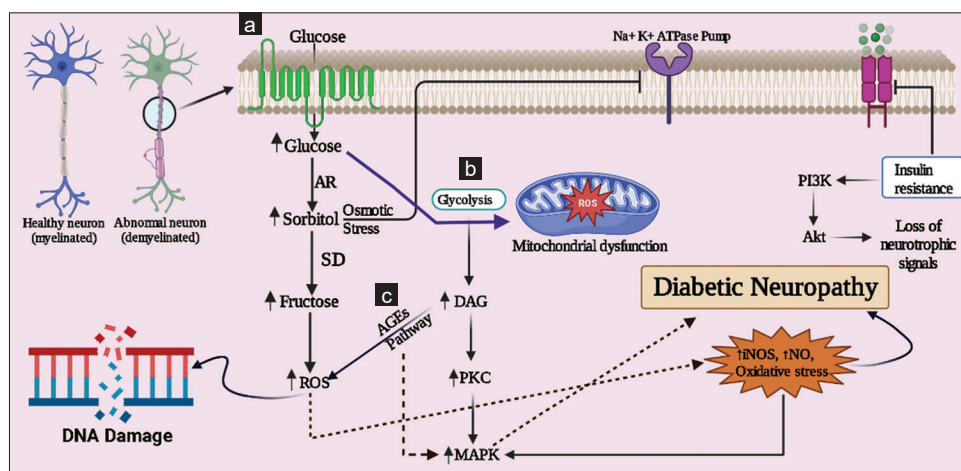 a
Glucose
Na+ K+ ATPase Pump
↑Glucose
b
AR
Glycolysis
ROS
Insulin
resistance
PI3K
Healthy neuron
(myelinated)
Abnormal neuron
(demyelinated)
↑Sorbitol
Osmotic
Stress
Mitochondrial dysfunction
Akt
Loss of
neurotrophic
signals
SD
c
Diabetic Neuropathy
↑Fructose
AGEs
Pathway
↑DAG
↑iNOS, ↑NO,
Oxidative stress
↑ROS
↑PKC
DNA Damage
↑MAPK